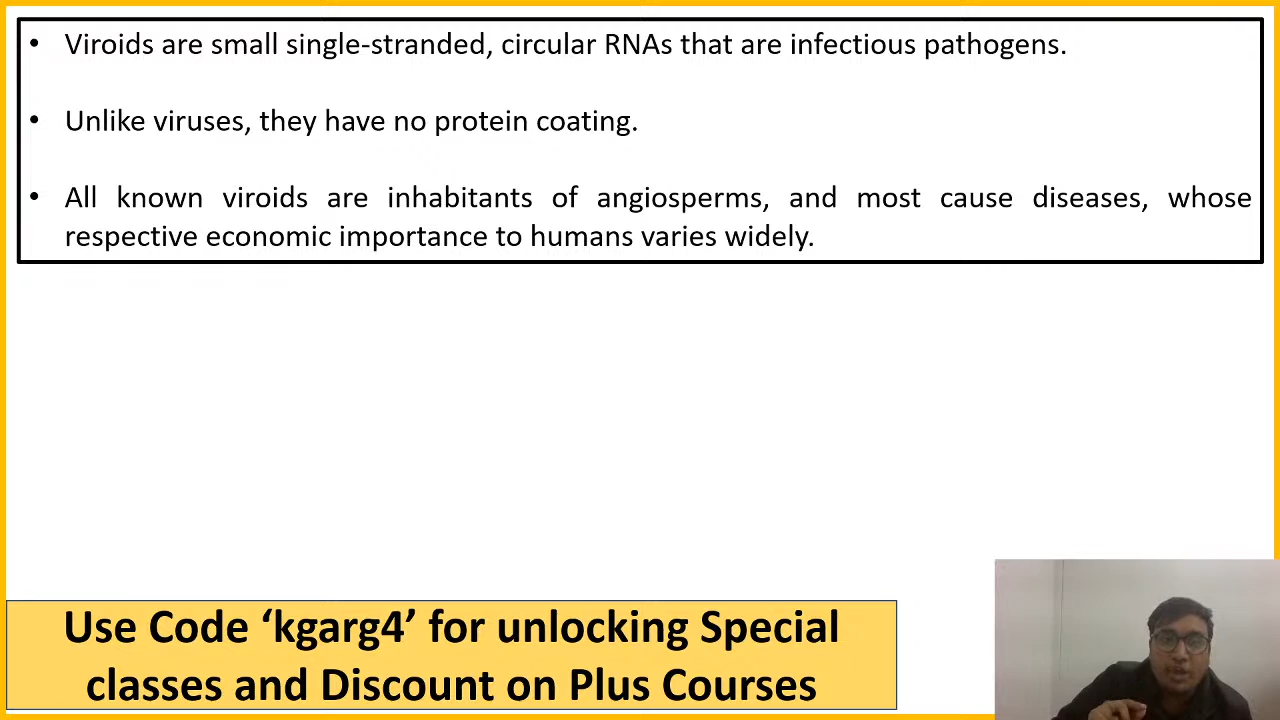 • Viroids are small single-stranded, circular RNAs that are infectious pathogens.
• Unlike viruses, they have no protein coating.
• All known viroids are inhabitants of angiosperms, and most cause diseases, whose
respective economic importance to humans varies widely.
Use Code ‘kgarg4’ for unlocking Special
classes and Discount on Plus Courses